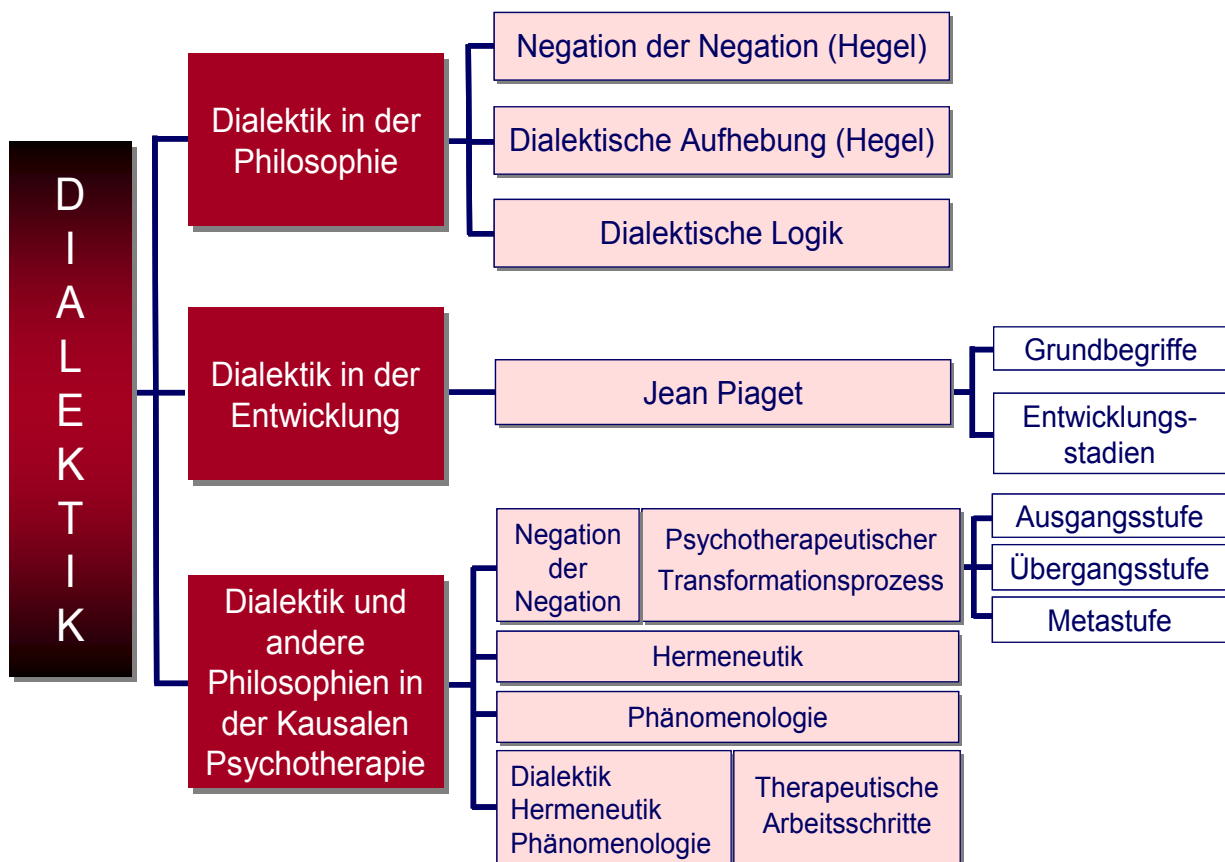 DIALEKTIK
Dialektik in der
Philosophie
Negation der Negation (Hegel)
Dialektische Aufhebung (Hegel)
Dialektische Logik
Dialektik in der
Entwicklung
Jean Piaget
Grundbegriffe
Entwicklungs-
stadien
Dialektik und
andere
Philosophien in
der Kausalen
Psychotherapie
Negation
der
Negation
Psychotherapeutischer
Transformationsprozess
Ausgangsstufe
Übergangsstufe
Metastufe
Hermeneutik
Phänomenologie
Dialektik
Hermeneutik
Phänomenologie
Therapeutische
Arbeitsschritte